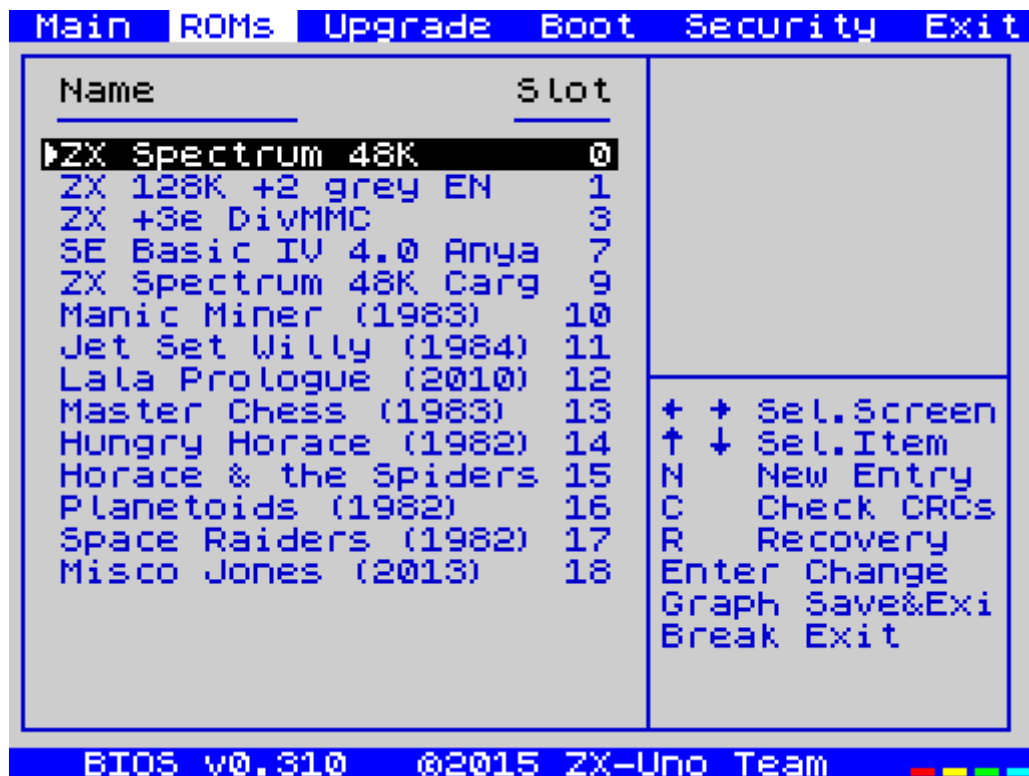 Main ROMs Upgrade Boot Security Exit
Name Slot
ZX Spectrum 48K 0
ZX 128K +2 grey EN 1
ZX +3e DivMMC 3
SE Basic IV 4.0 Anya 7
ZX Spectrum 48K Carg 9
Manic Miner (1983) 10
Jet Set Willy (1984) 11
Lala Prologue (2010) 12
Master Chess (1983) 13
Hungry Horace (1982) 14
Horace & the Spiders 15
Planetoids (1982) 16
Space Raiders (1982) 17
Misco Jones (2013) 18
← → Sel.Screen
↑ ↓ Sel.Item
N New Entry
C Check CRCs
R Recovery
Enter Change
Graph Save&Exi
Break Exit
BIOS v0.310 ©2015 ZX-Uno Team